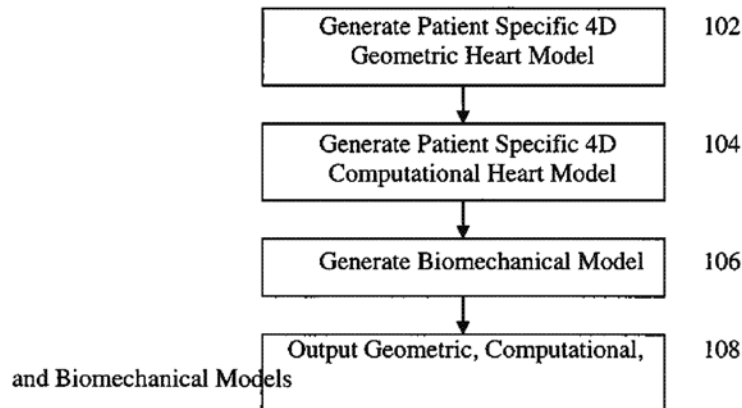 Generate Patient Specific 4D 102
Geometric Heart Model
Generate Patient Specific 4D 104
Computational Heart Model
Generate Biomechanical Model 106
Output Geometric, Computational, 108
and Biomechanical Models